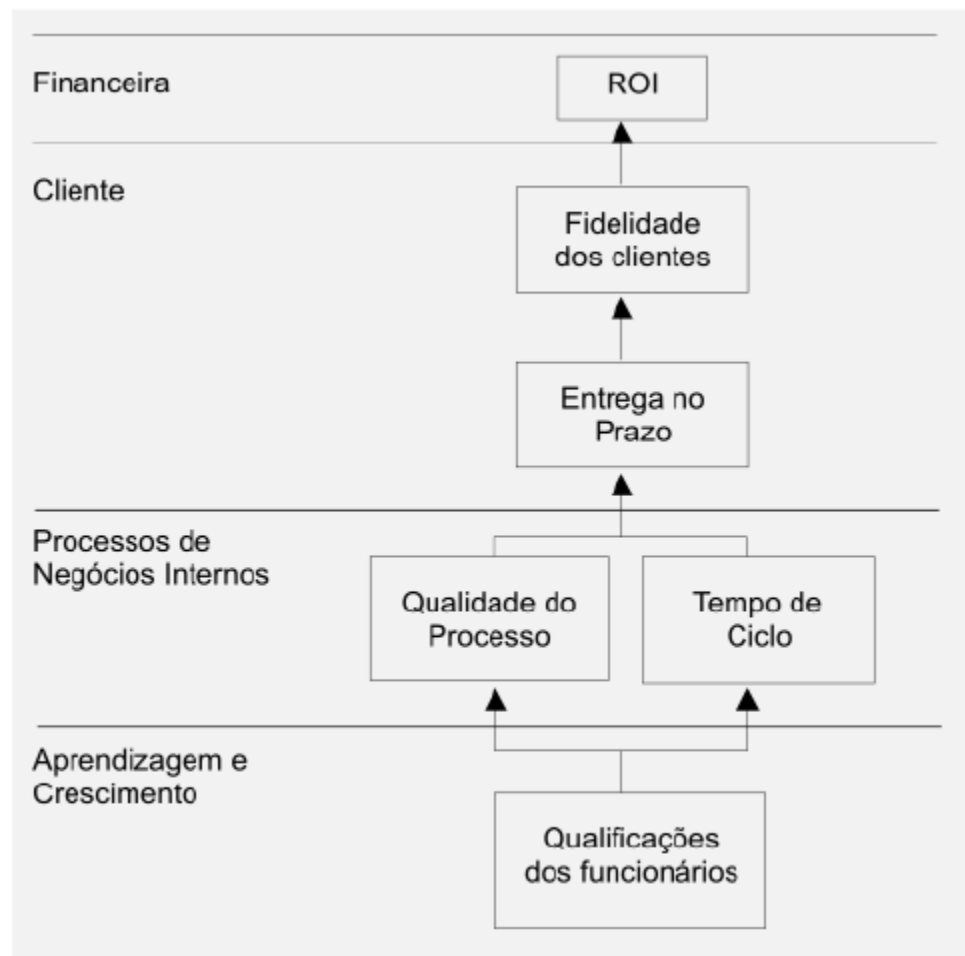 Financeira
ROI
Cliente
Fidelidade
dos clientes
Entrega no
Prazo
Processos de
Negócios Internos
Qualidade do
Processo
Tempo de
Ciclo
Aprendizagem e
Crescimento
Qualificações
dos funcionários